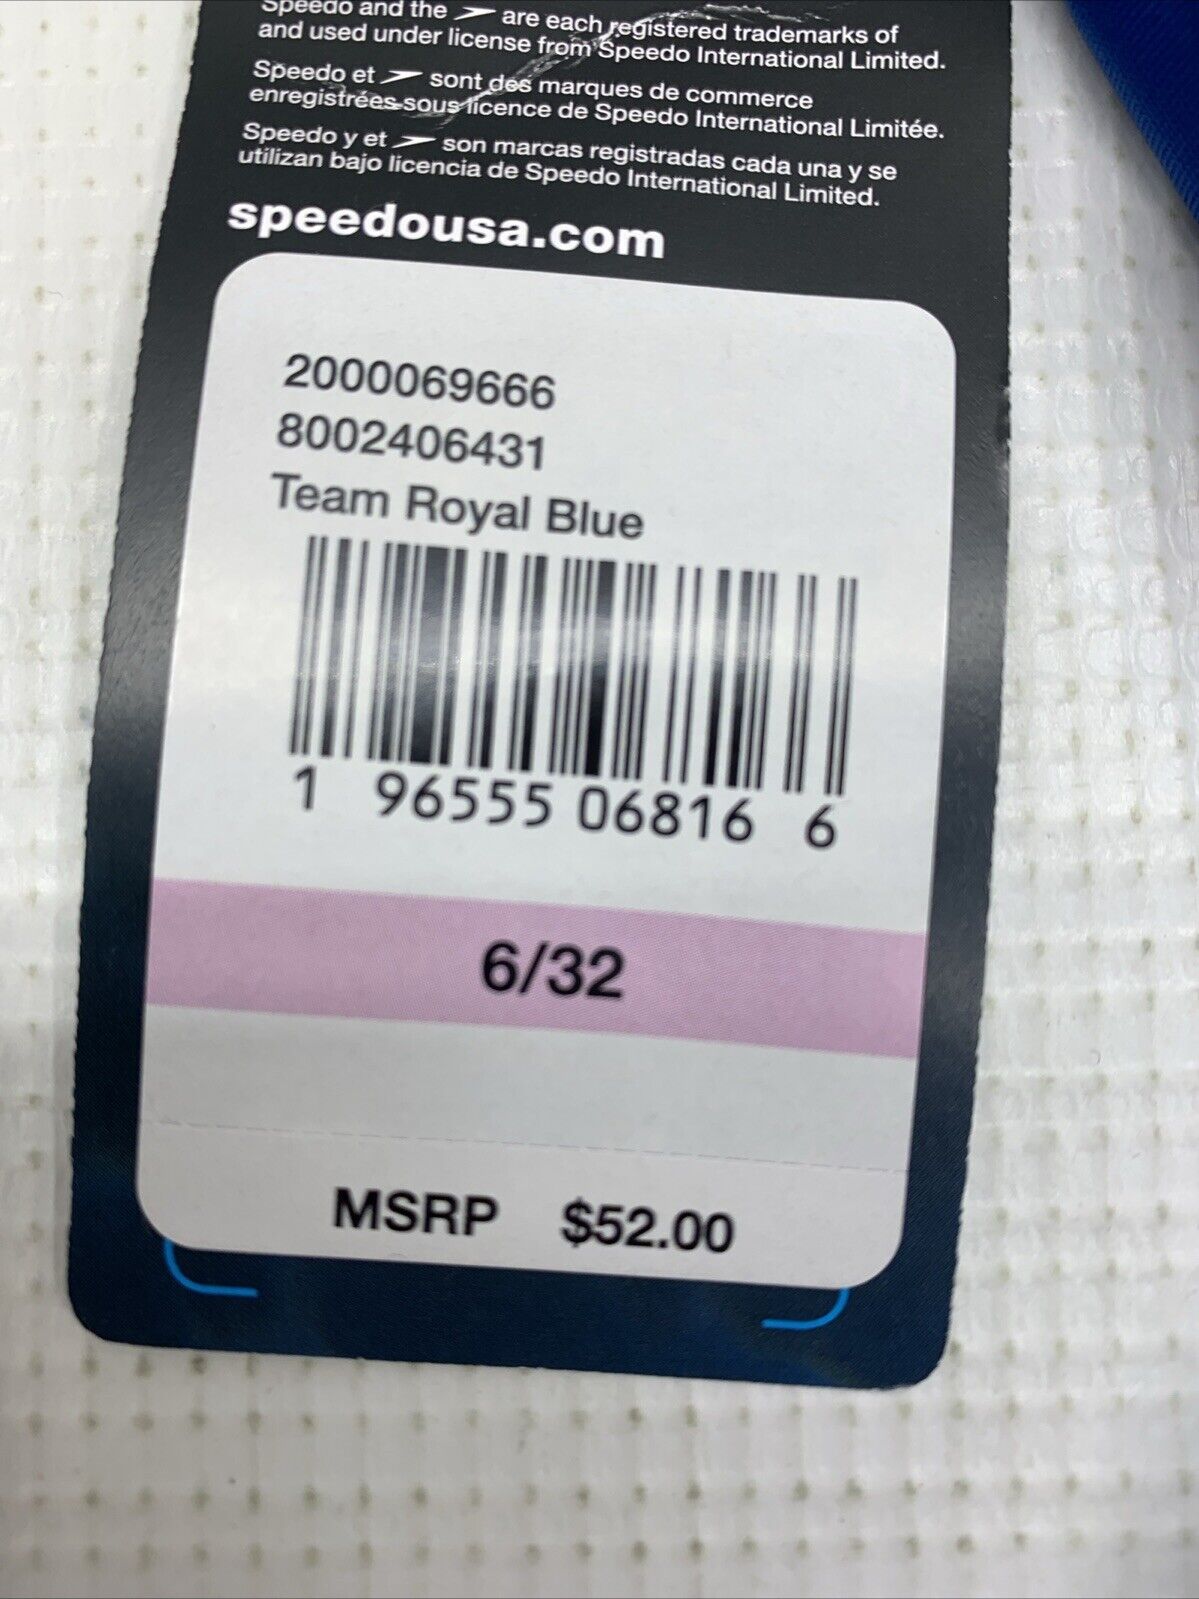 Speedo and the are each registered trademarks of
and used under license from Speedo International Limited.
Speedo et sont des marques de commerce
enregistrées sous licence de Speedo International Limitée.
Speedo y et son marcas registradas cada una y se
utilizan bajo licencia de Speedo International Limited.
speedousa.com
2000069666
8002406431
Team Royal Blue
1 96555 06816 6
6/32
MSRP $52.00